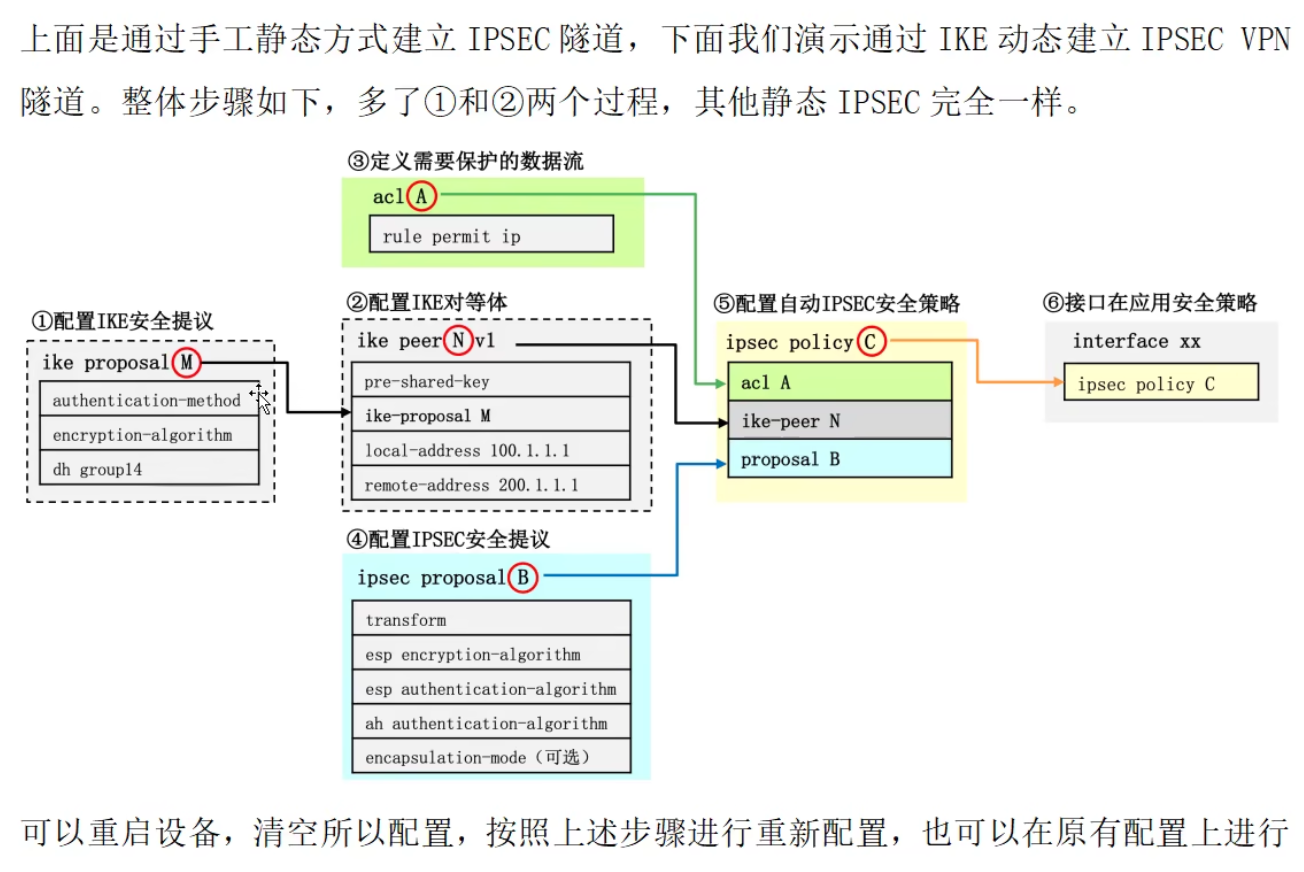 上面是通过手工静态方式建立 IPSEC 隧道，下面我们演示通过 IKE 动态建立 IPSEC VPN
隧道。整体步骤如下，多了①和②两个过程，其他静态 IPSEC 完全一样。
③定义需要保护的数据流
acl A
rule permit ip
①配置IKE安全提议
ike proposal M
authentication-method
encryption-algorithm
dh group14
②配置IKE对等体
ike peer N v1
pre-shared-key
ike-proposal M
local-address 100.1.1.1
remote-address 200.1.1.1
④配置IPSEC安全提议
ipsec proposal B
transform
esp encryption-algorithm
esp authentication-algorithm
ah authentication-algorithm
encapsulation-mode（可选）
⑤配置自动IPSEC安全策略
ipsec policy C
acl A
ike-peer N
proposal B
⑥接口在应用安全策略
interface xx
ipsec policy C
可以重启设备，清空所以配置，按照上述步骤进行重新配置，也可以在原有配置上进行